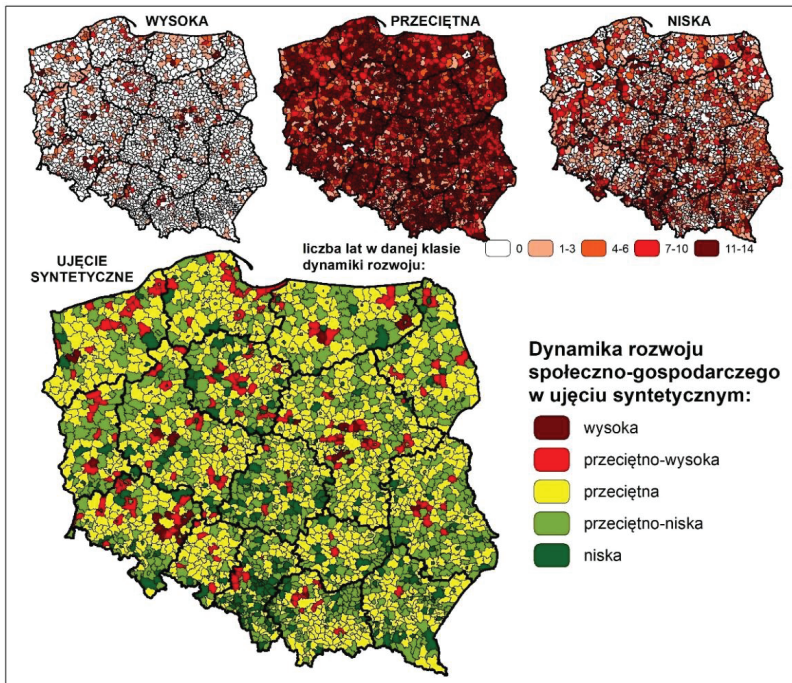 WYSOKA
PRZECIĘTNA
NISKA
liczba lat w danej klasie
dynamiki rozwoju:
0
1-3
4-6
7-10
11-14
UJĘCIE
SYNTETYCZNE
Dynamika rozwoju
społeczno-gospodarczego
w ujęciu syntetycznym:
wysoka
przeciętno-wysoka
przeciętna
przeciętno-niska
niska